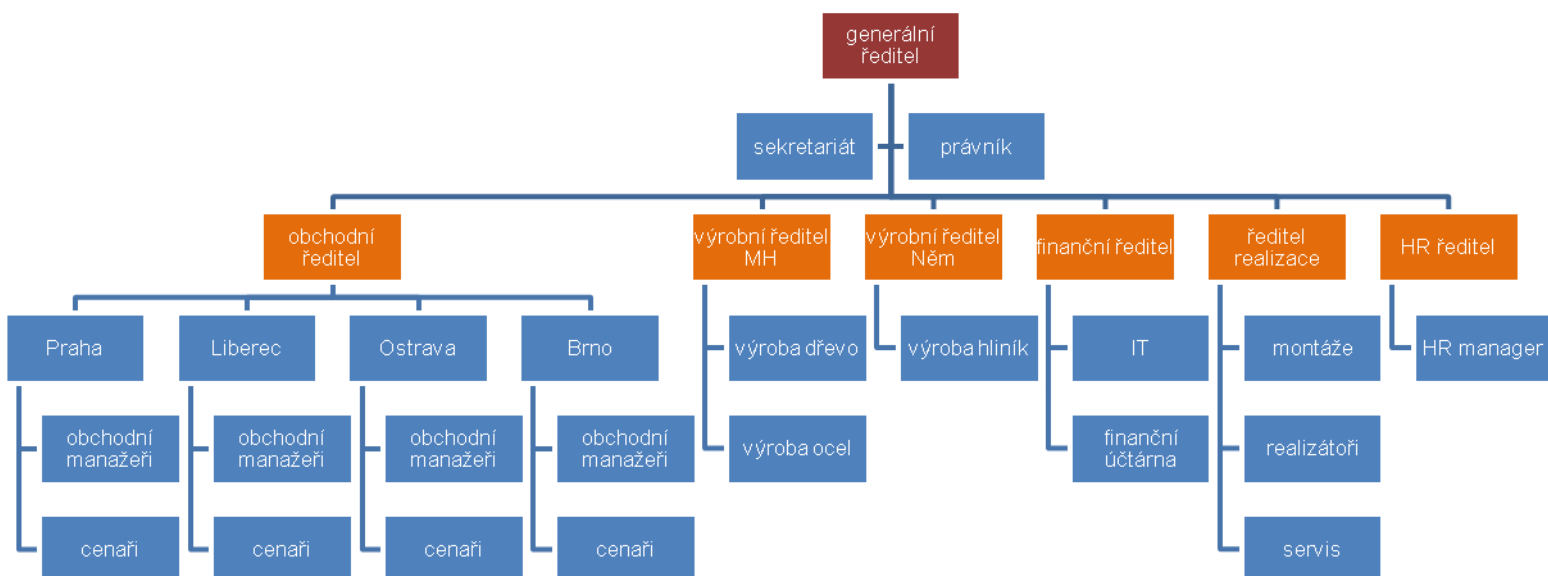 generální
ředitel
sekretariát
právník
obchodní
ředitel
výrobní ředitel
MH
výrobní ředitel
Něm
finanční ředitel
ředitel
realizace
HR ředitel
Praha
Liberec
Ostrava
Brno
výroba dřevo
výroba hliník
IT
montáže
HR manager
obchodní
manažeři
obchodní
manažeři
obchodní
manažeři
obchodní
manažeři
výroba ocel
finanční
účtárna
realizátoři
cenaři
cenaři
cenaři
cenaři
servis